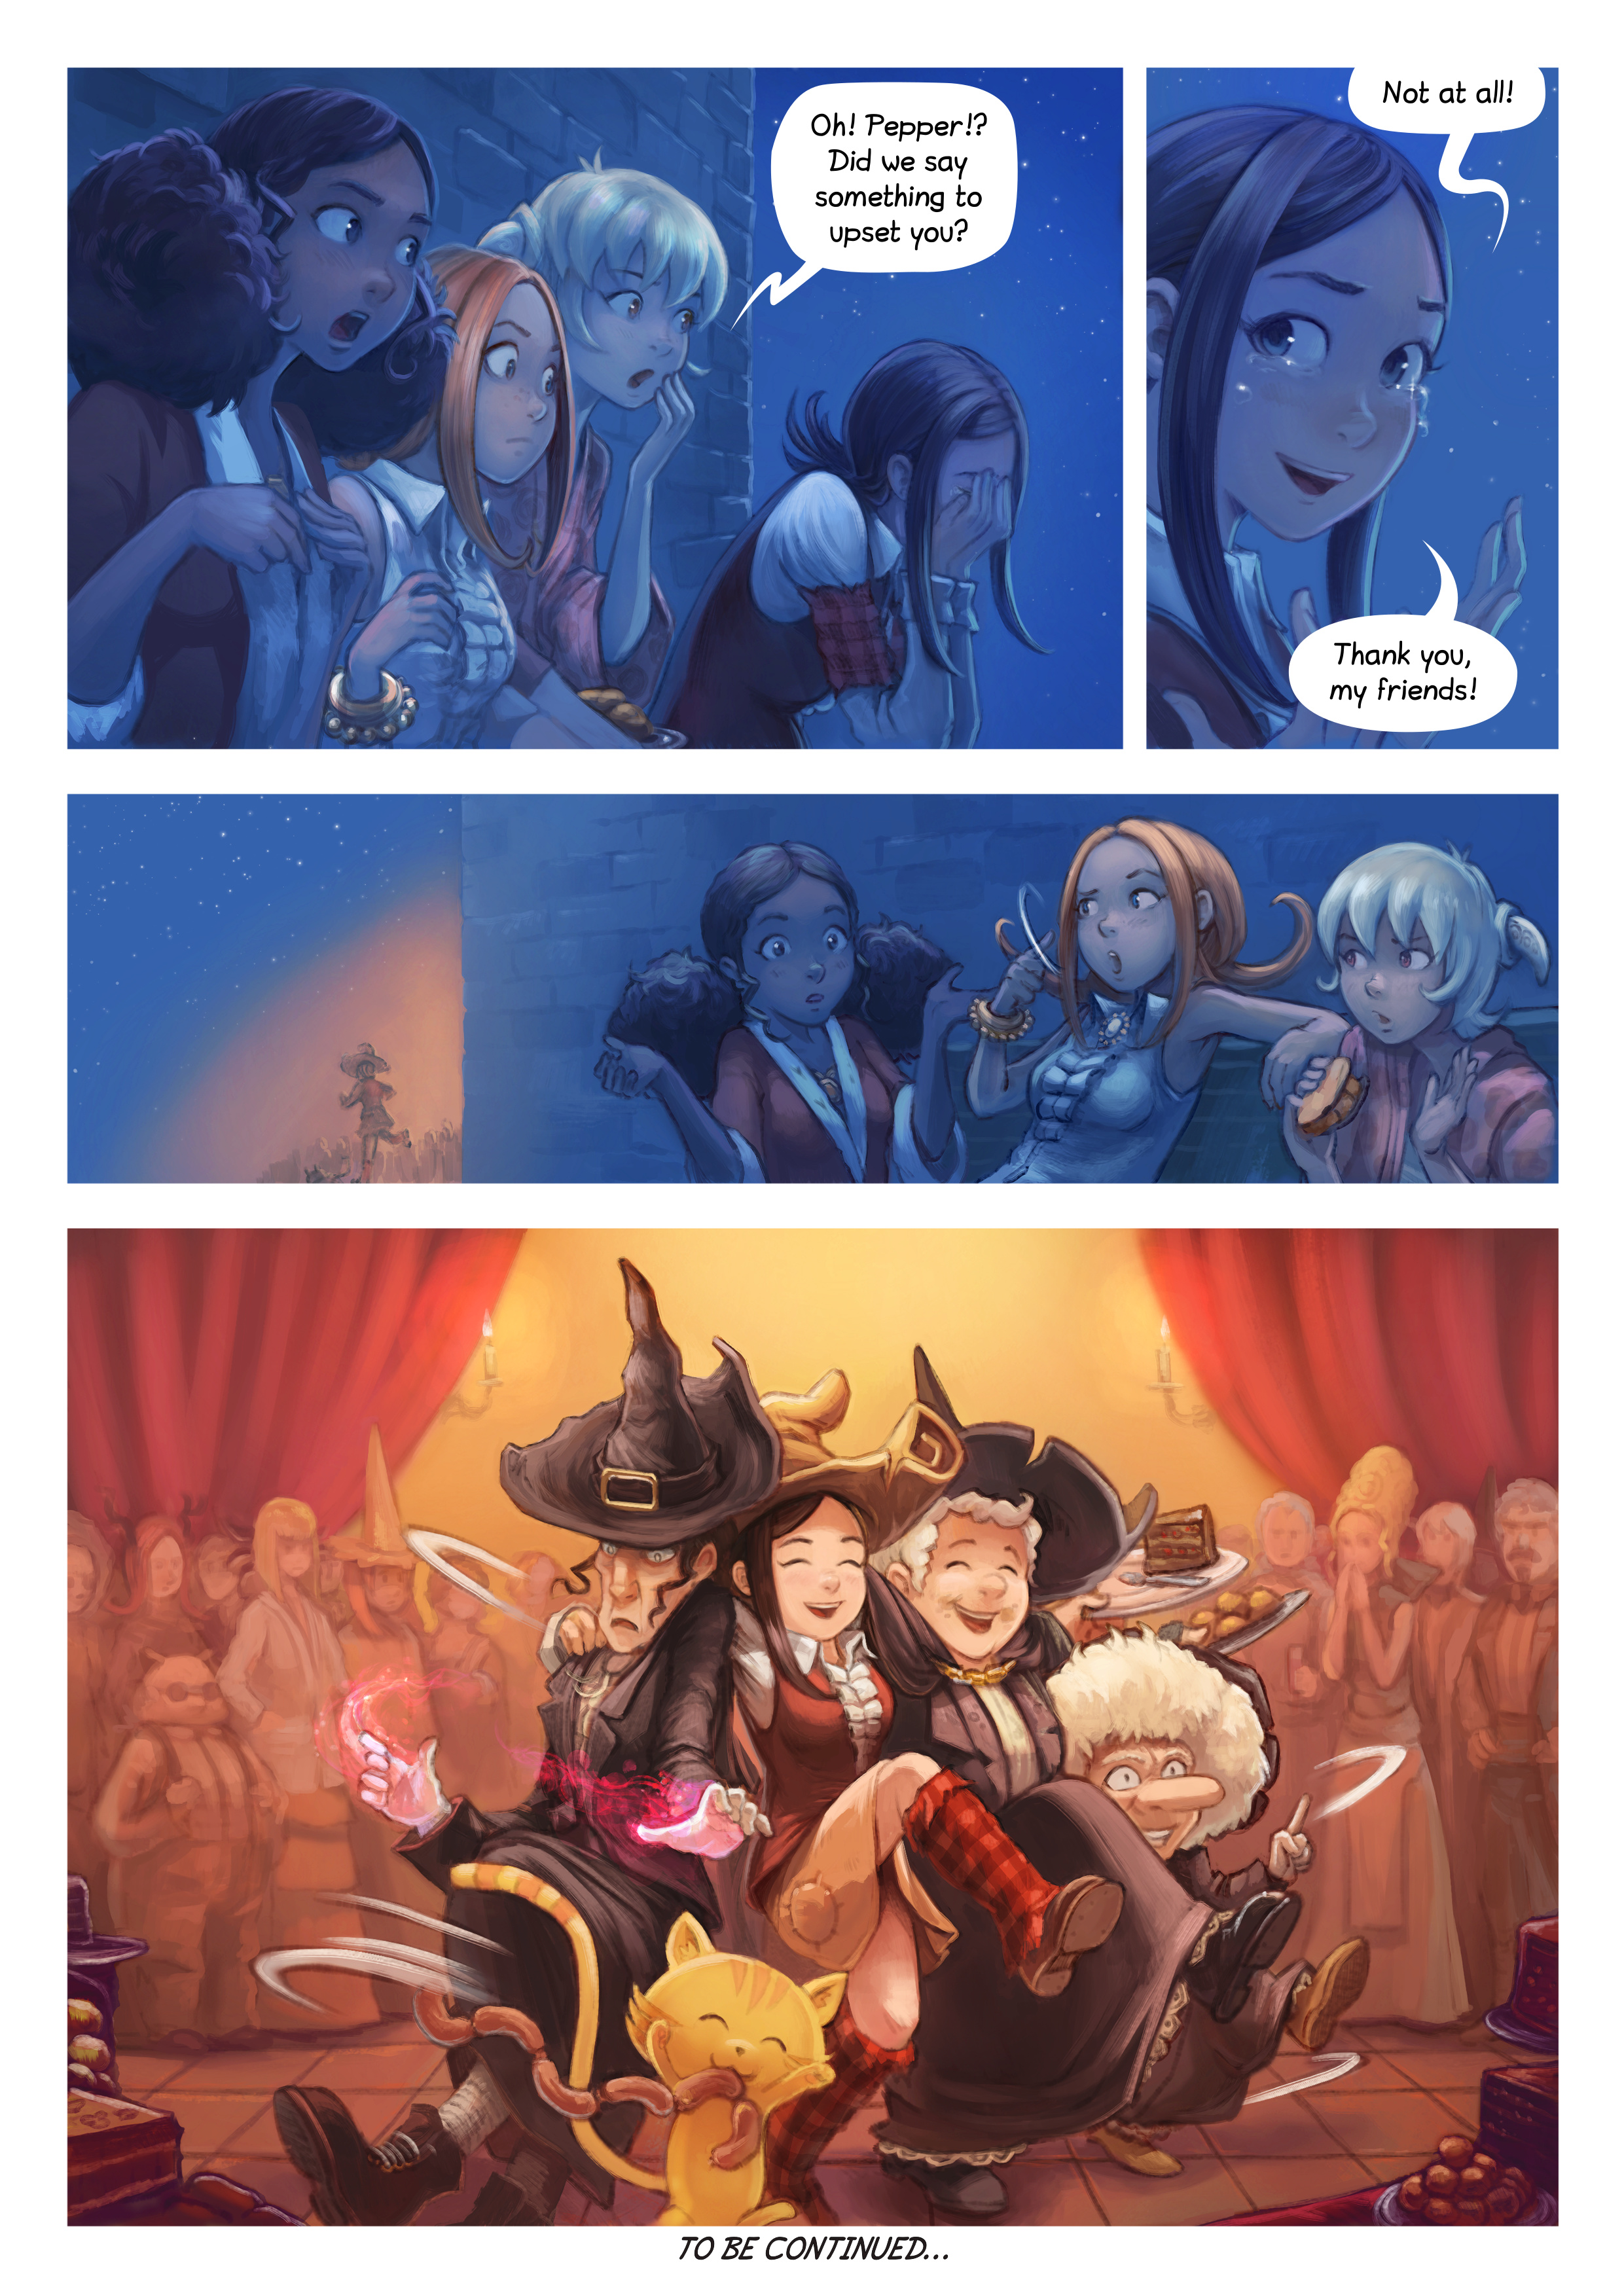 Oh! Pepper!?
Did we say
something to
upset you?
Not at all!
Thank you,
my friends!
TO BE CONTINUED...